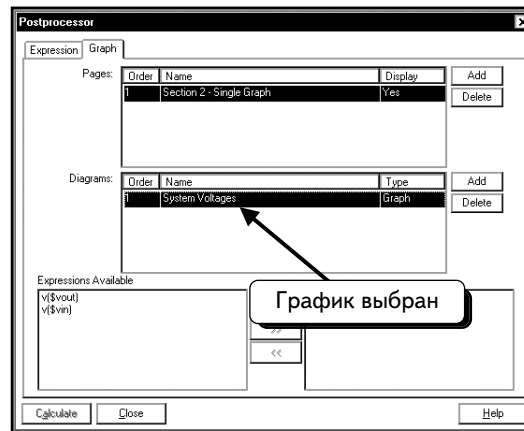 Postprocessor
Expression Graph
Pages: Order Name Display Add
1 Section 2 - Single Graph Yes Delete
Diagrams: Order Name Type Add
1 System Voltages Graph Delete
Expressions Available
v($vout)
v($vin)
График выбран
>>
<<
Calculate Close Help